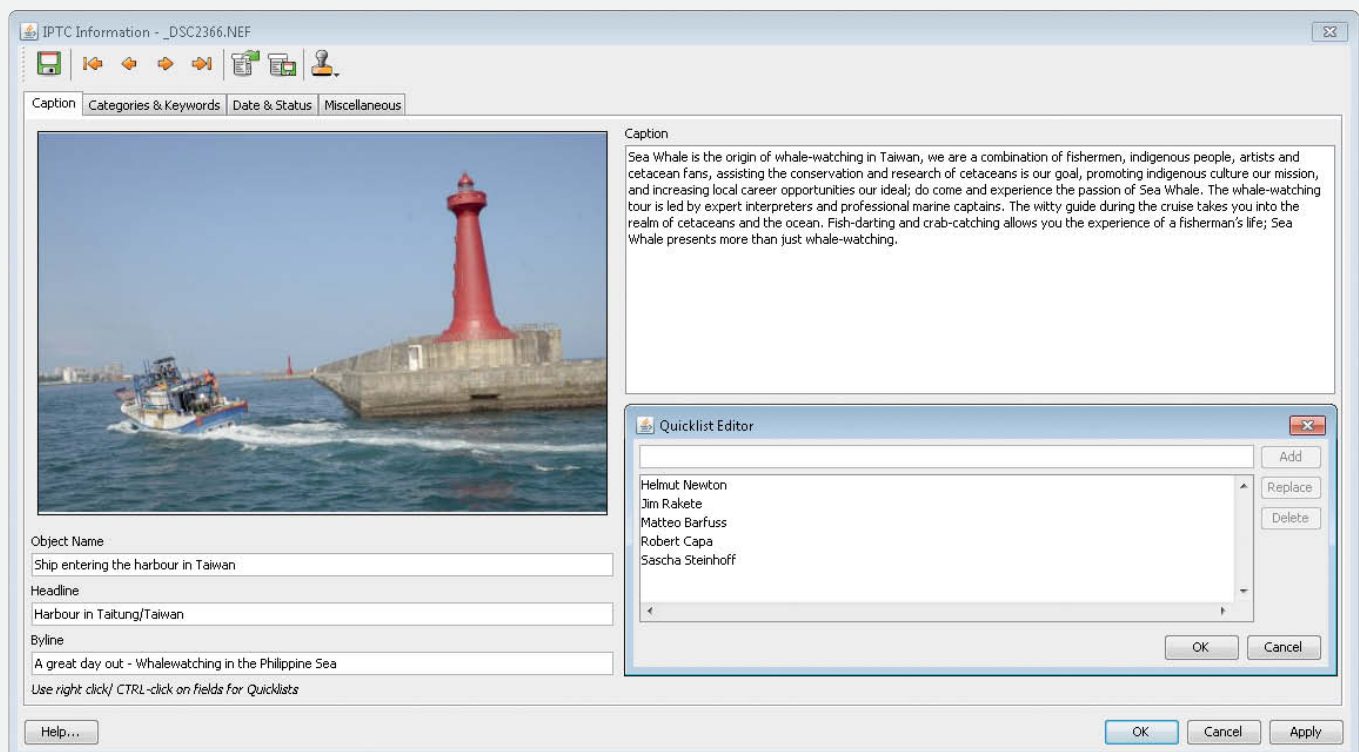 IPTC Information - _DSC2366.NEF
Caption
Categories & Keywords
Date & Status
Miscellaneous
Caption
Sea Whale is the origin of whale-watching in Taiwan, we are a combination of fishermen, indigenous people, artists and
cetacean fans, assisting the conservation and research of cetaceans is our goal, promoting indigenous culture our mission,
and increasing local career opportunities our ideal; do come and experience the passion of Sea Whale. The whale-watching
tour is led by expert interpreters and professional marine captains. The witty guide during the cruise takes you into the
realm of cetaceans and the ocean. Fish-darting and crab-catching allows you the experience of a fisherman's life; Sea
Whale presents more than just whale-watching.
Quicklist Editor
Add
Helmut Newton
Jim Rakete
Matteo Barfuss
Robert Capa
Sascha Steinhoff
Replace
Delete
OK
Cancel
Object Name
Ship entering the harbour in Taiwan
Headline
Harbour in Taitung/Taiwan
Byline
A great day out - Whalewatching in the Philippine Sea
Use right click/ CTRL-click on fields for Quicklists
Help...
OK
Cancel
Apply